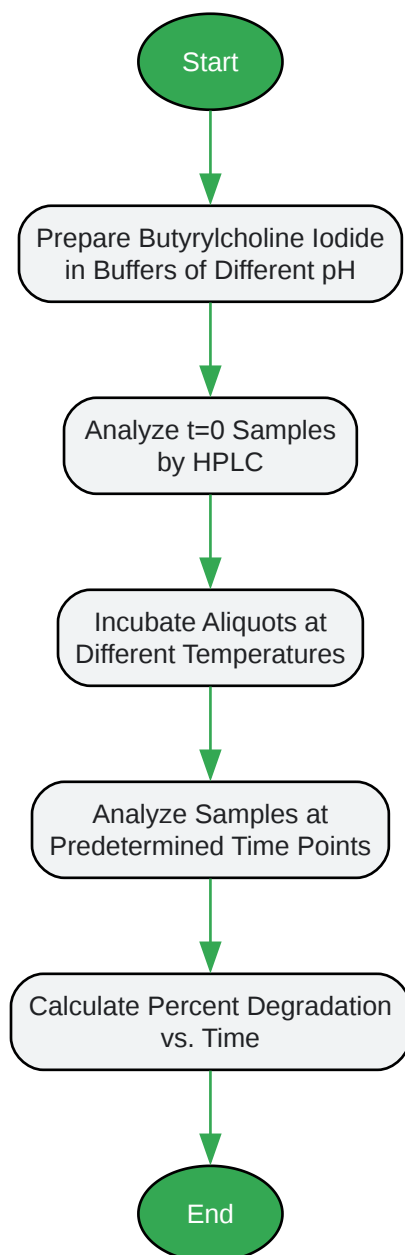 Start
Prepare Butyrylcholine Iodide
in Buffers of Different pH
Analyze t=0 Samples
by HPLC
Incubate Aliquots at
Different Temperatures
Analyze Samples at
Predetermined Time Points
Calculate Percent Degradation
vs. Time
End